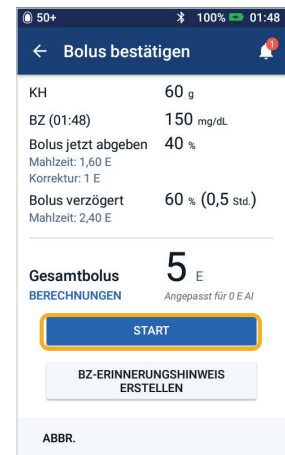 50+ 100% 01:48
Bolus bestätigen
KH 60 g
BZ (01:48) 150 mg/dL
Bolus jetzt abgeben 40 %
Mahlzeit: 1,60 E
Korrektur: 1 E
Bolus verzögert 60 % (0,5 Std.)
Mahlzeit: 2,40 E
Gesamtbolus 5 E
BERECHNUNGEN Angepasst für 0 E AI
START
BZ-ERINNERUNGSHINWEIS
ERSTELLEN
ABBR.